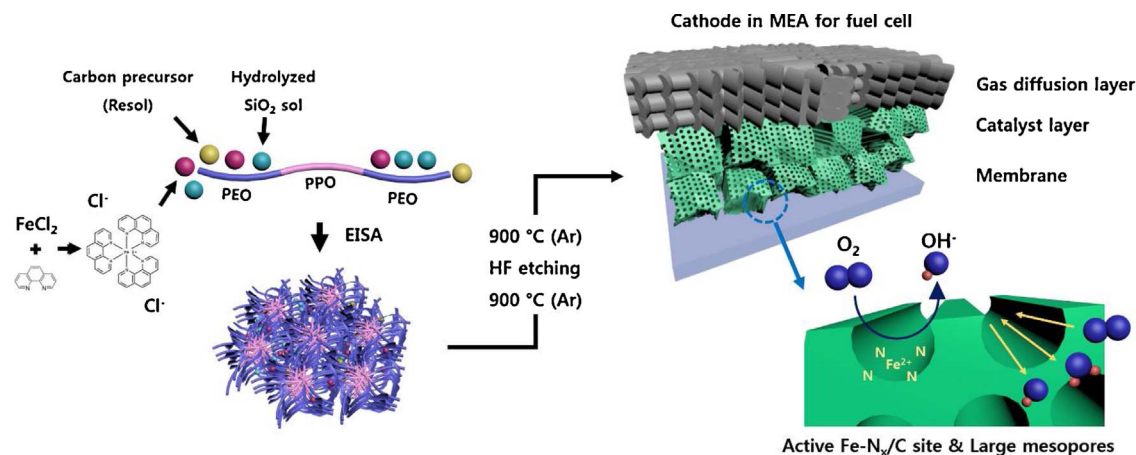 Carbon precursor
(Resol)
Hydrolyzed
SiO₂ sol
PEO
PPO
PEO
Cl⁻
FeCl₂
+
Cl⁻
EISA
900 °C (Ar)
HF etching
900 °C (Ar)
Cathode in MEA for fuel cell
Gas diffusion layer
Catalyst layer
Membrane
O₂
OH⁻
N N
Fe²⁺
N N
Active Fe-Nₓ/C site & Large mesopores